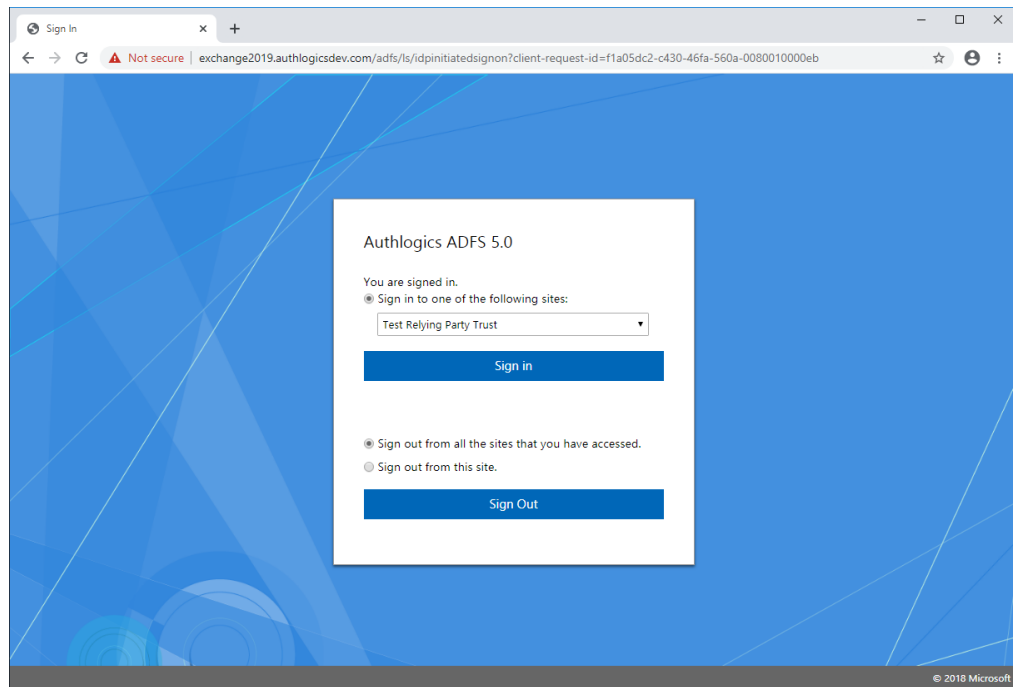 Sign In
Not secure | exchange2019.authlogicsdev.com/adfs/ls/idpinitiatedsignon?client-request-id=f1a05dc2-c430-46fa-560a-0080010000eb
Authlogics ADFS 5.0
You are signed in.
Sign in to one of the following sites:
Test Relying Party Trust
Sign in
Sign out from all the sites that you have accessed.
Sign out from this site.
Sign Out
© 2018 Microsoft